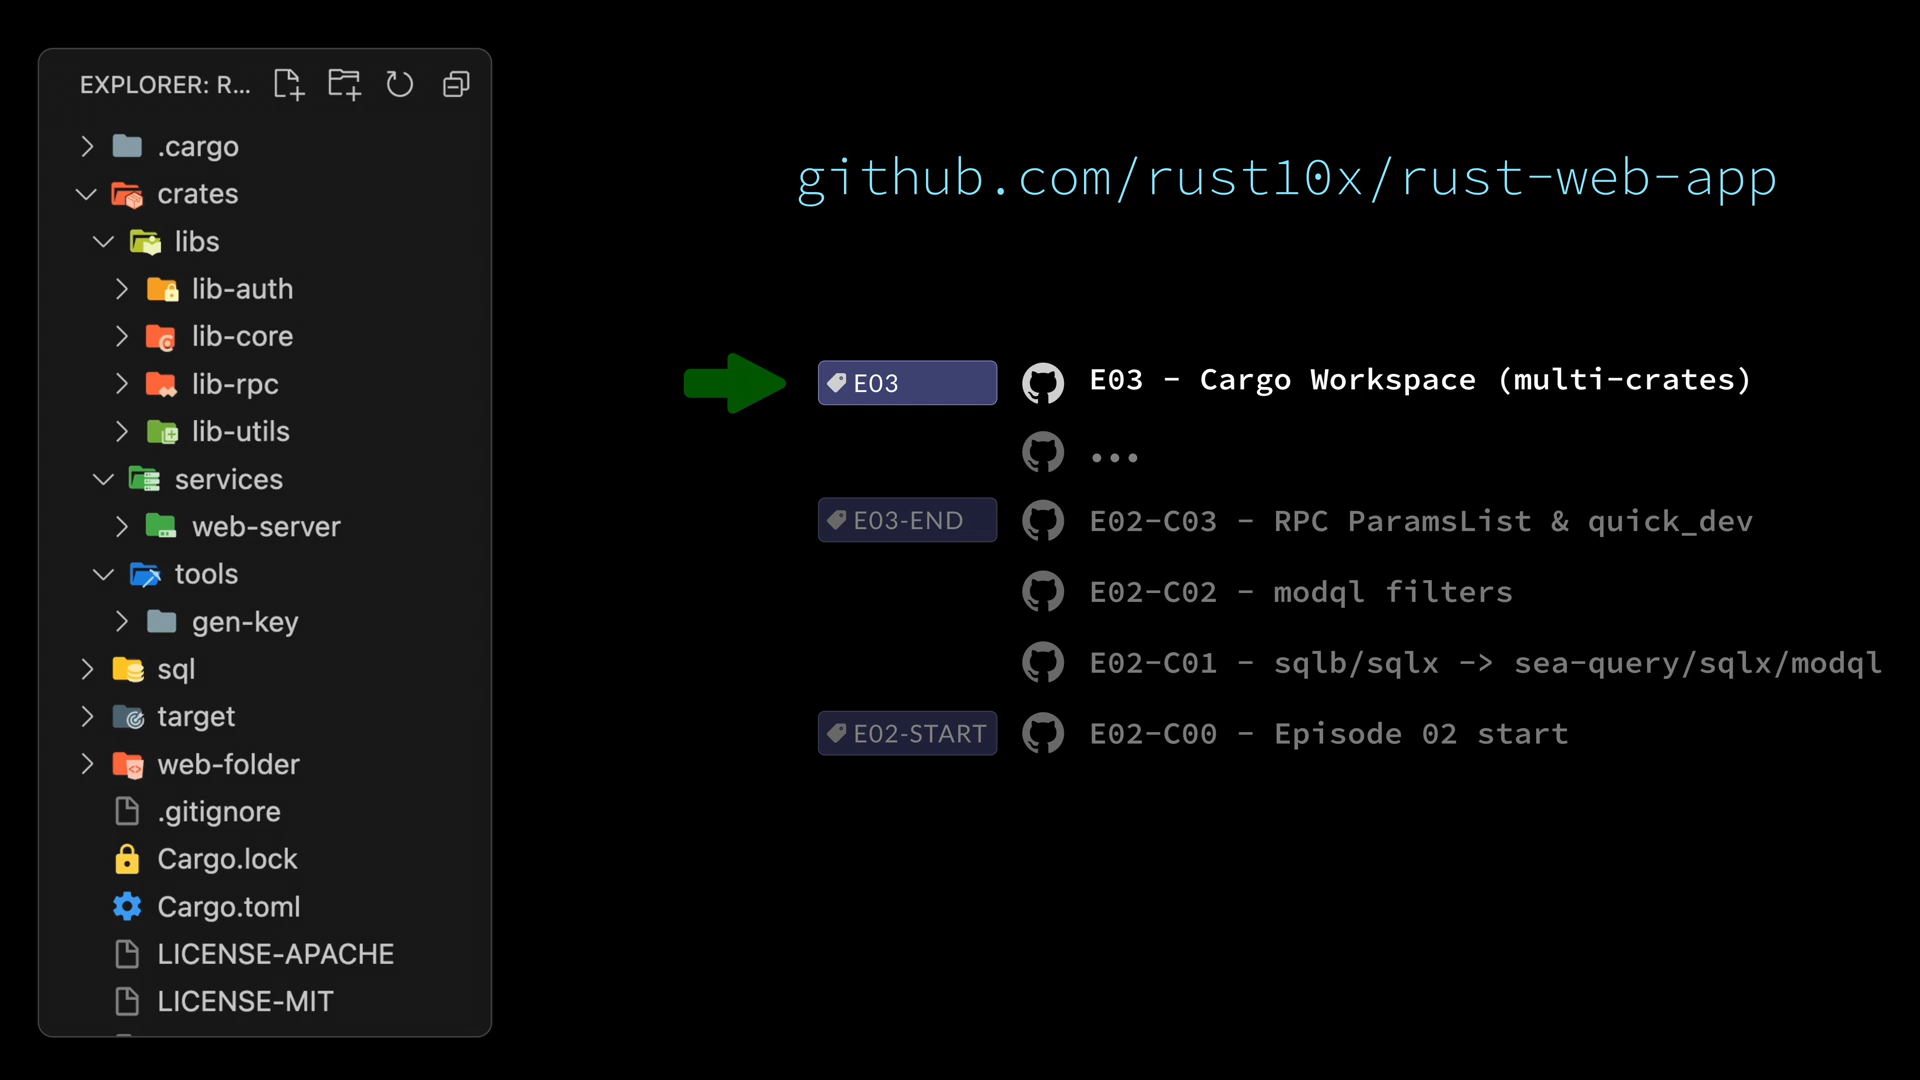 EXPLORER: R...
.cargo
crates
libs
lib-auth
lib-core
lib-rpc
lib-utils
services
web-server
tools
gen-key
sql
target
web-folder
.gitignore
Cargo.lock
Cargo.toml
LICENSE-APACHE
LICENSE-MIT
github.com/rust10x/rust-web-app
E03 E03 - Cargo Workspace (multi-crates)
...
E03-END E02-C03 - RPC ParamsList & quick_dev
E02-C02 - modql filters
E02-C01 - sqlb/sqlx -> sea-query/sqlx/modql
E02-START E02-C00 - Episode 02 start